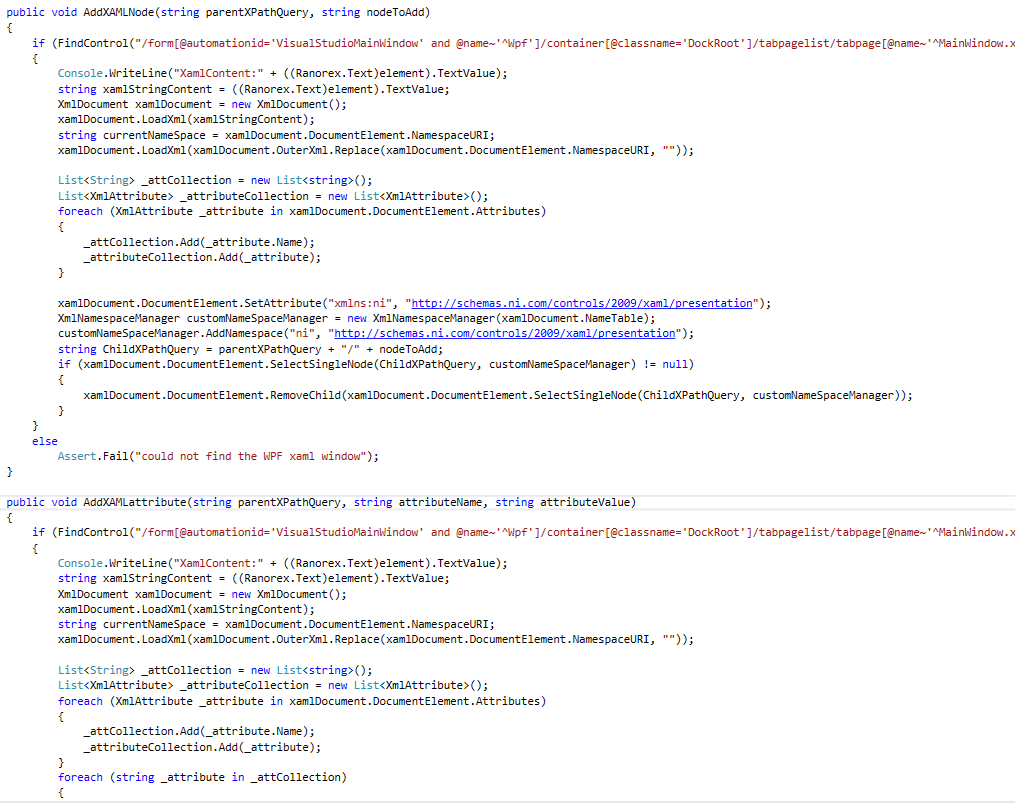 public void AddXAMLNode(string parentXPathQuery, string nodeToAdd)
{
    if (FindControl("/form[@automationid='VisualStudioMainWindow' and @name~'^Wpf']/container[@classname='DockRoot']/tabpagelist/tabpage[@name~'^MainWindow.x
    {
        Console.WriteLine("XamlContent:" + ((Ranorex.Text)element).TextValue);
        string xamlStringContent = ((Ranorex.Text)element).TextValue;
        XmlDocument xamlDocument = new XmlDocument();
        xamlDocument.LoadXml(xamlStringContent);
        string currentNameSpace = xamlDocument.DocumentElement.NamespaceURI;
        xamlDocument.LoadXml(xamlDocument.OuterXml.Replace(xamlDocument.DocumentElement.NamespaceURI, ""));

        List<String> _attCollection = new List<string>();
        List<XmlAttribute> _attributeCollection = new List<XmlAttribute>();
        foreach (XmlAttribute _attribute in xamlDocument.DocumentElement.Attributes)
        {
            _attCollection.Add(_attribute.Name);
            _attributeCollection.Add(_attribute);
        }

        xamlDocument.DocumentElement.SetAttribute("xmlns:ni", "http://schemas.ni.com/controls/2009/xaml/presentation");
        XmlNamespaceManager customNameSpaceManager = new XmlNamespaceManager(xamlDocument.NameTable);
        customNameSpaceManager.AddNamespace("ni", "http://schemas.ni.com/controls/2009/xaml/presentation");
        string ChildXPathQuery = parentXPathQuery + "/" + nodeToAdd;
        if (xamlDocument.DocumentElement.SelectSingleNode(ChildXPathQuery, customNameSpaceManager) != null)
        {
            xamlDocument.DocumentElement.RemoveChild(xamlDocument.DocumentElement.SelectSingleNode(ChildXPathQuery, customNameSpaceManager));
        }
    }
    else
        Assert.Fail("could not find the WPF xaml window");
}

public void AddXAMLattribute(string parentXPathQuery, string attributeName, string attributeValue)
{
    if (FindControl("/form[@automationid='VisualStudioMainWindow' and @name~'^Wpf']/container[@classname='DockRoot']/tabpagelist/tabpage[@name~'^MainWindow.x
    {
        Console.WriteLine("XamlContent:" + ((Ranorex.Text)element).TextValue);
        string xamlStringContent = ((Ranorex.Text)element).TextValue;
        XmlDocument xamlDocument = new XmlDocument();
        xamlDocument.LoadXml(xamlStringContent);
        string currentNameSpace = xamlDocument.DocumentElement.NamespaceURI;
        xamlDocument.LoadXml(xamlDocument.OuterXml.Replace(xamlDocument.DocumentElement.NamespaceURI, ""));

        List<String> _attCollection = new List<string>();
        List<XmlAttribute> _attributeCollection = new List<XmlAttribute>();
        foreach (XmlAttribute _attribute in xamlDocument.DocumentElement.Attributes)
        {
            _attCollection.Add(_attribute.Name);
            _attributeCollection.Add(_attribute);
        }
        foreach (string _attribute in _attCollection)
        {